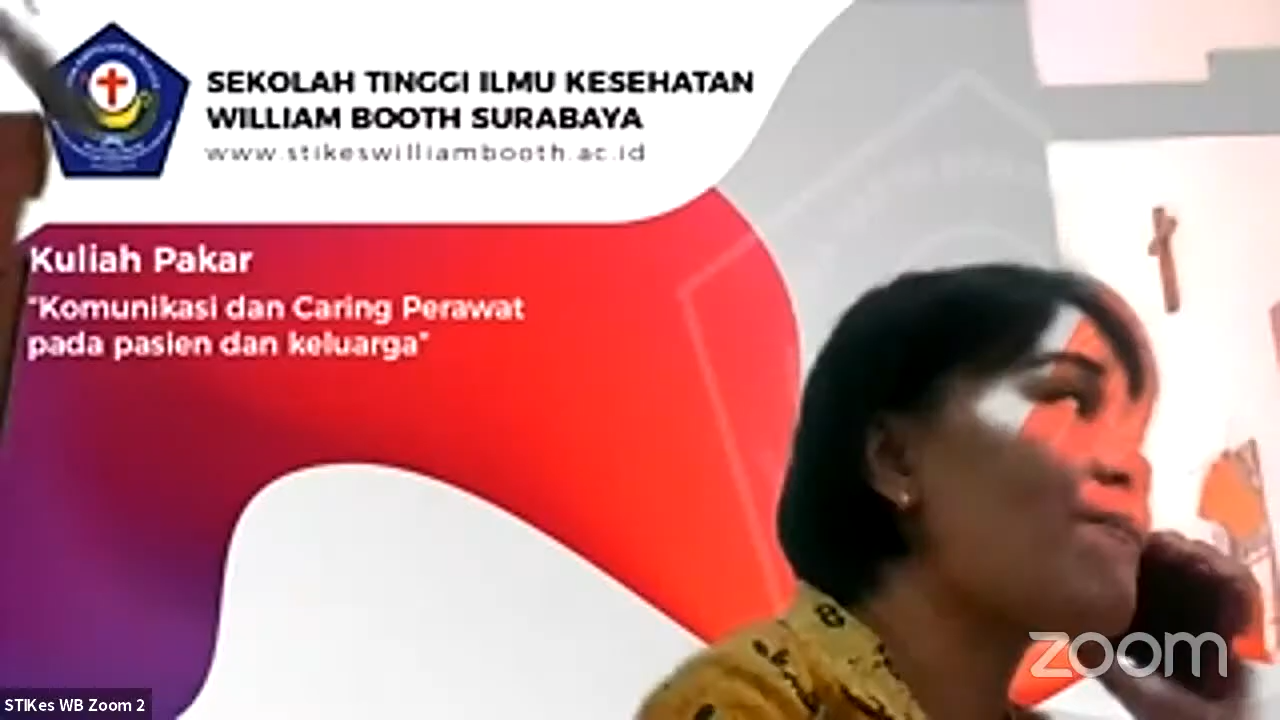 SEKOLAH TINGGI ILMU KESEHATAN
WILLIAM BOOTH SURABAYA
www.stikeswilliambooth.ac.id
Kuliah Pakar
"Komunikasi dan Caring Perawat
pada pasien dan keluarga"
zoom
STIKes WB Zoom 2